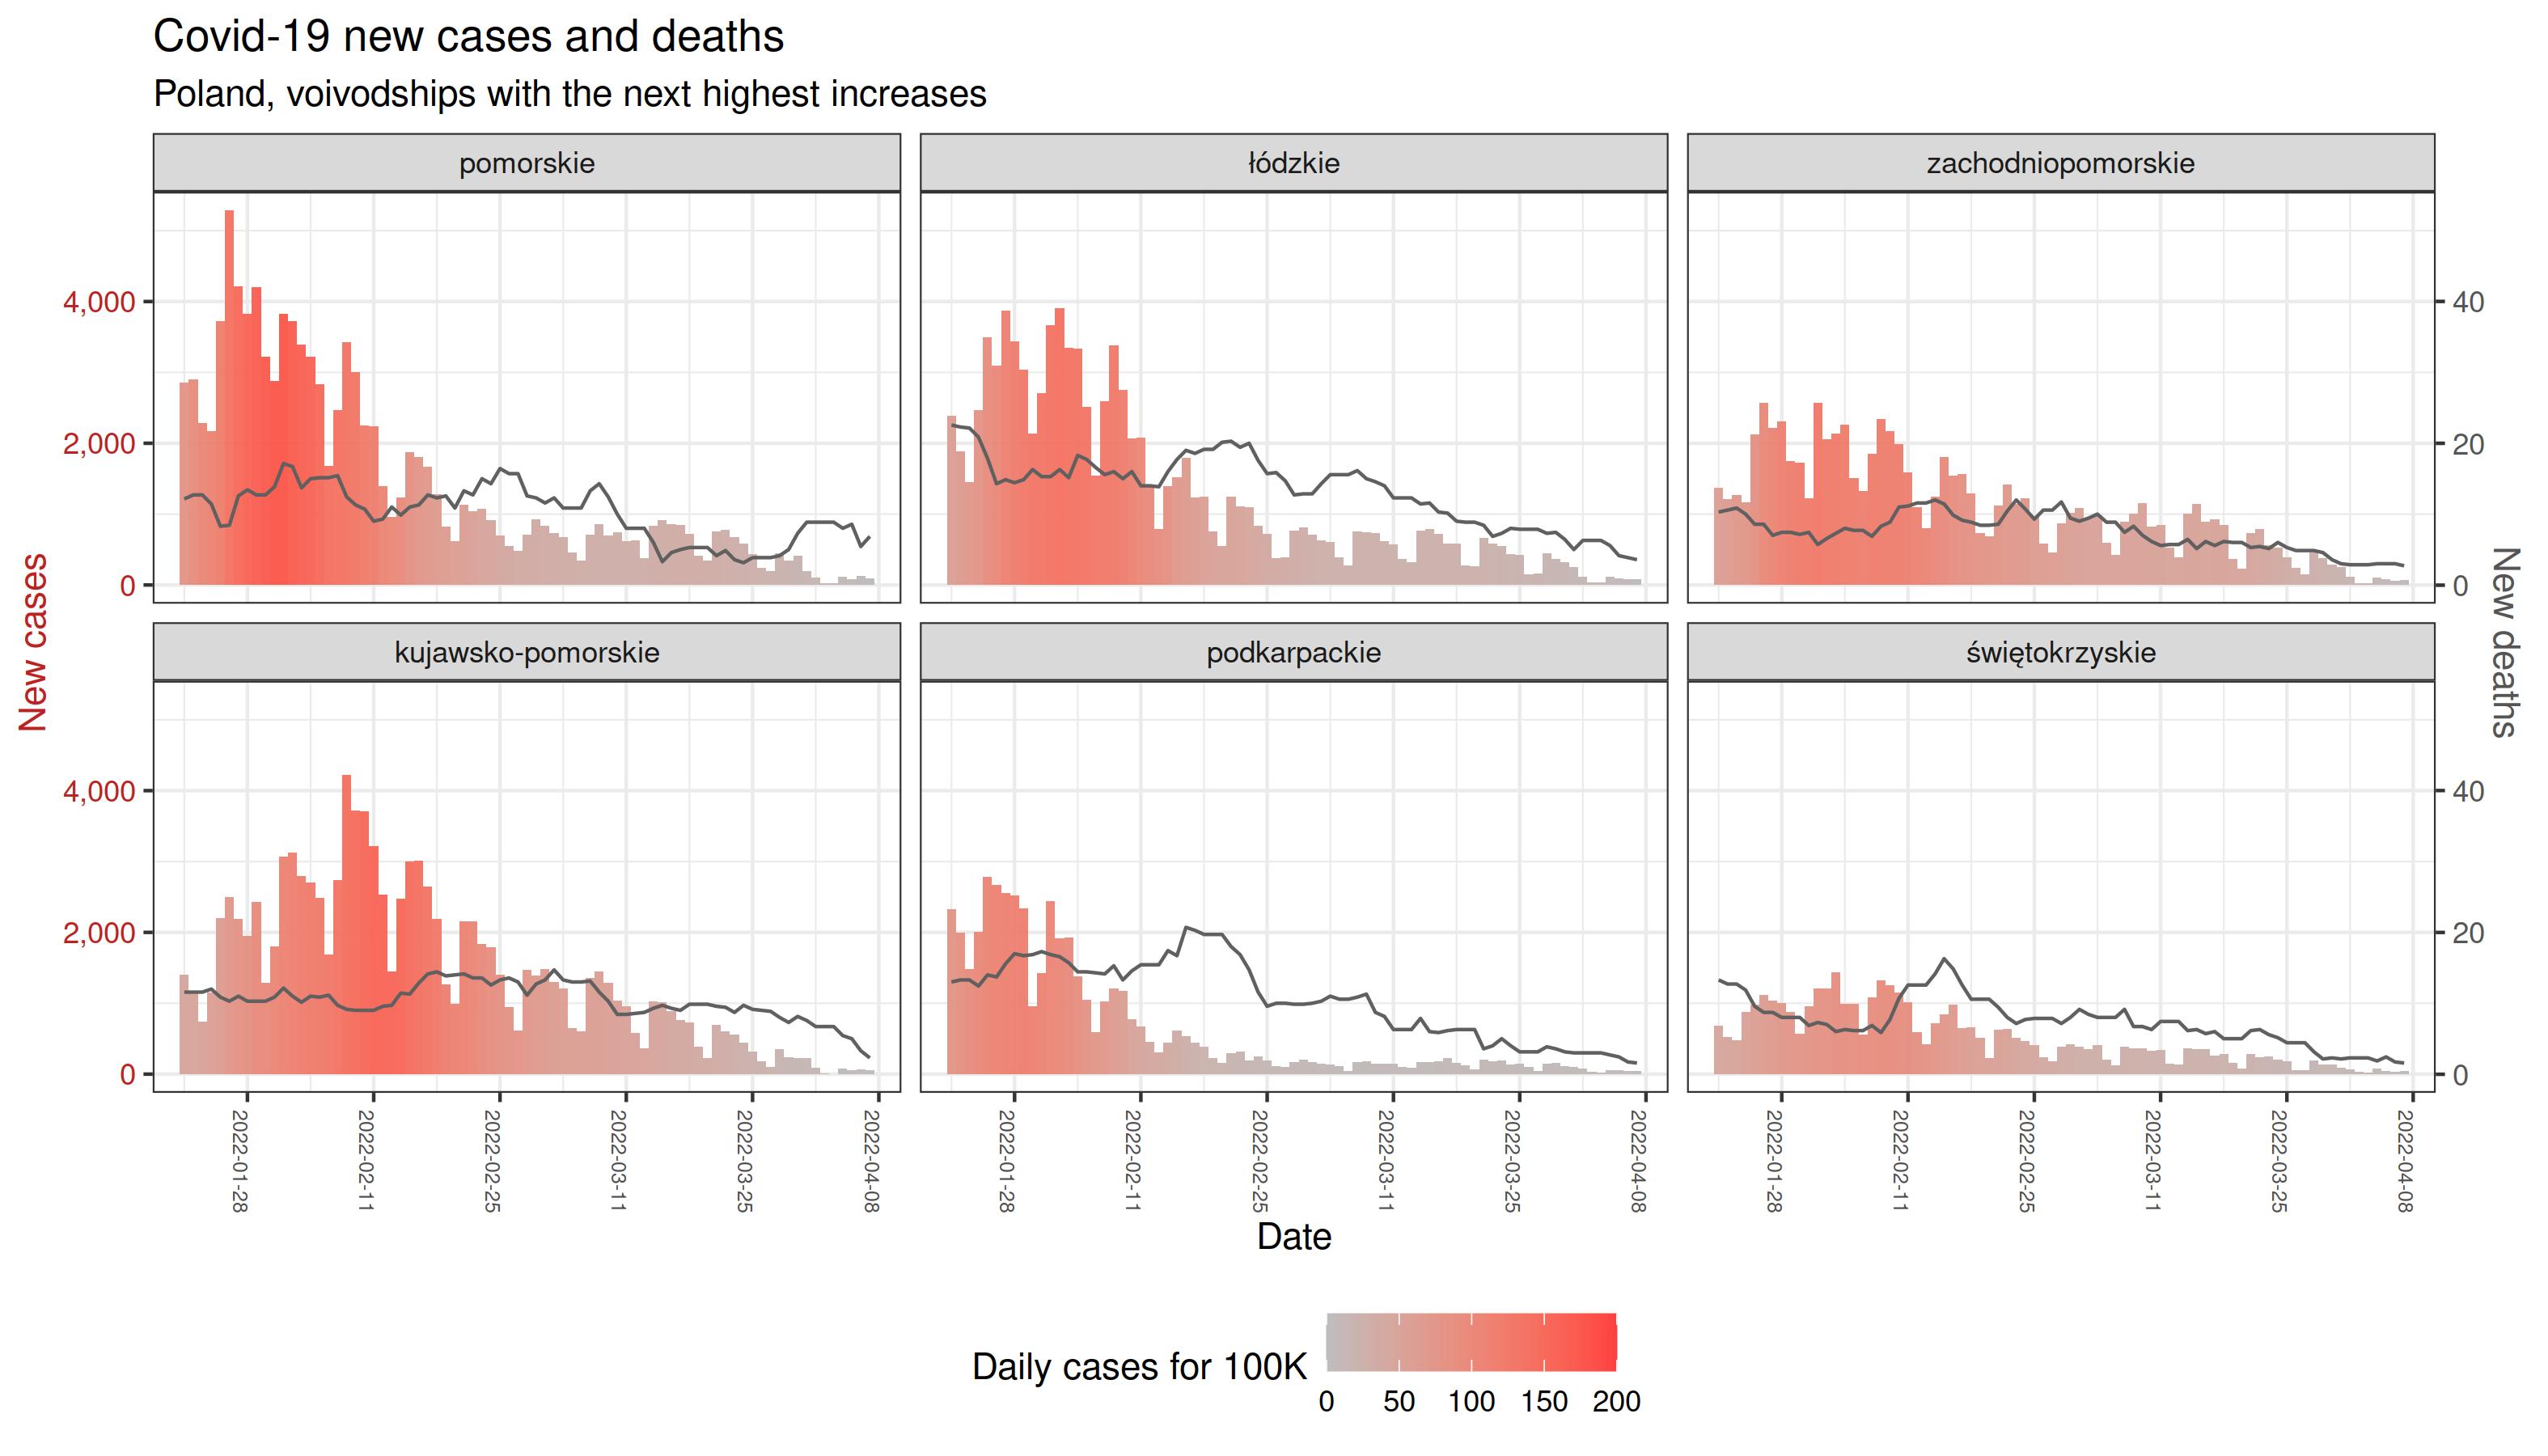 Covid-19 new cases and deaths
Poland, voivodships with the next highest increases
pomorskie
łódzkie
zachodniopomorskie
4,000
2,000
0
40
20
0
kujawsko-pomorskie
podkarpackie
świętokrzyskie
4,000
2,000
0
40
20
0
New cases
New deaths
2022-01-28
2022-02-11
2022-02-25
2022-03-11
2022-03-25
2022-04-08
2022-01-28
2022-02-11
2022-02-25
2022-03-11
2022-03-25
2022-04-08
2022-01-28
2022-02-11
2022-02-25
2022-03-11
2022-03-25
2022-04-08
Date
Daily cases for 100K
0 50 100 150 200